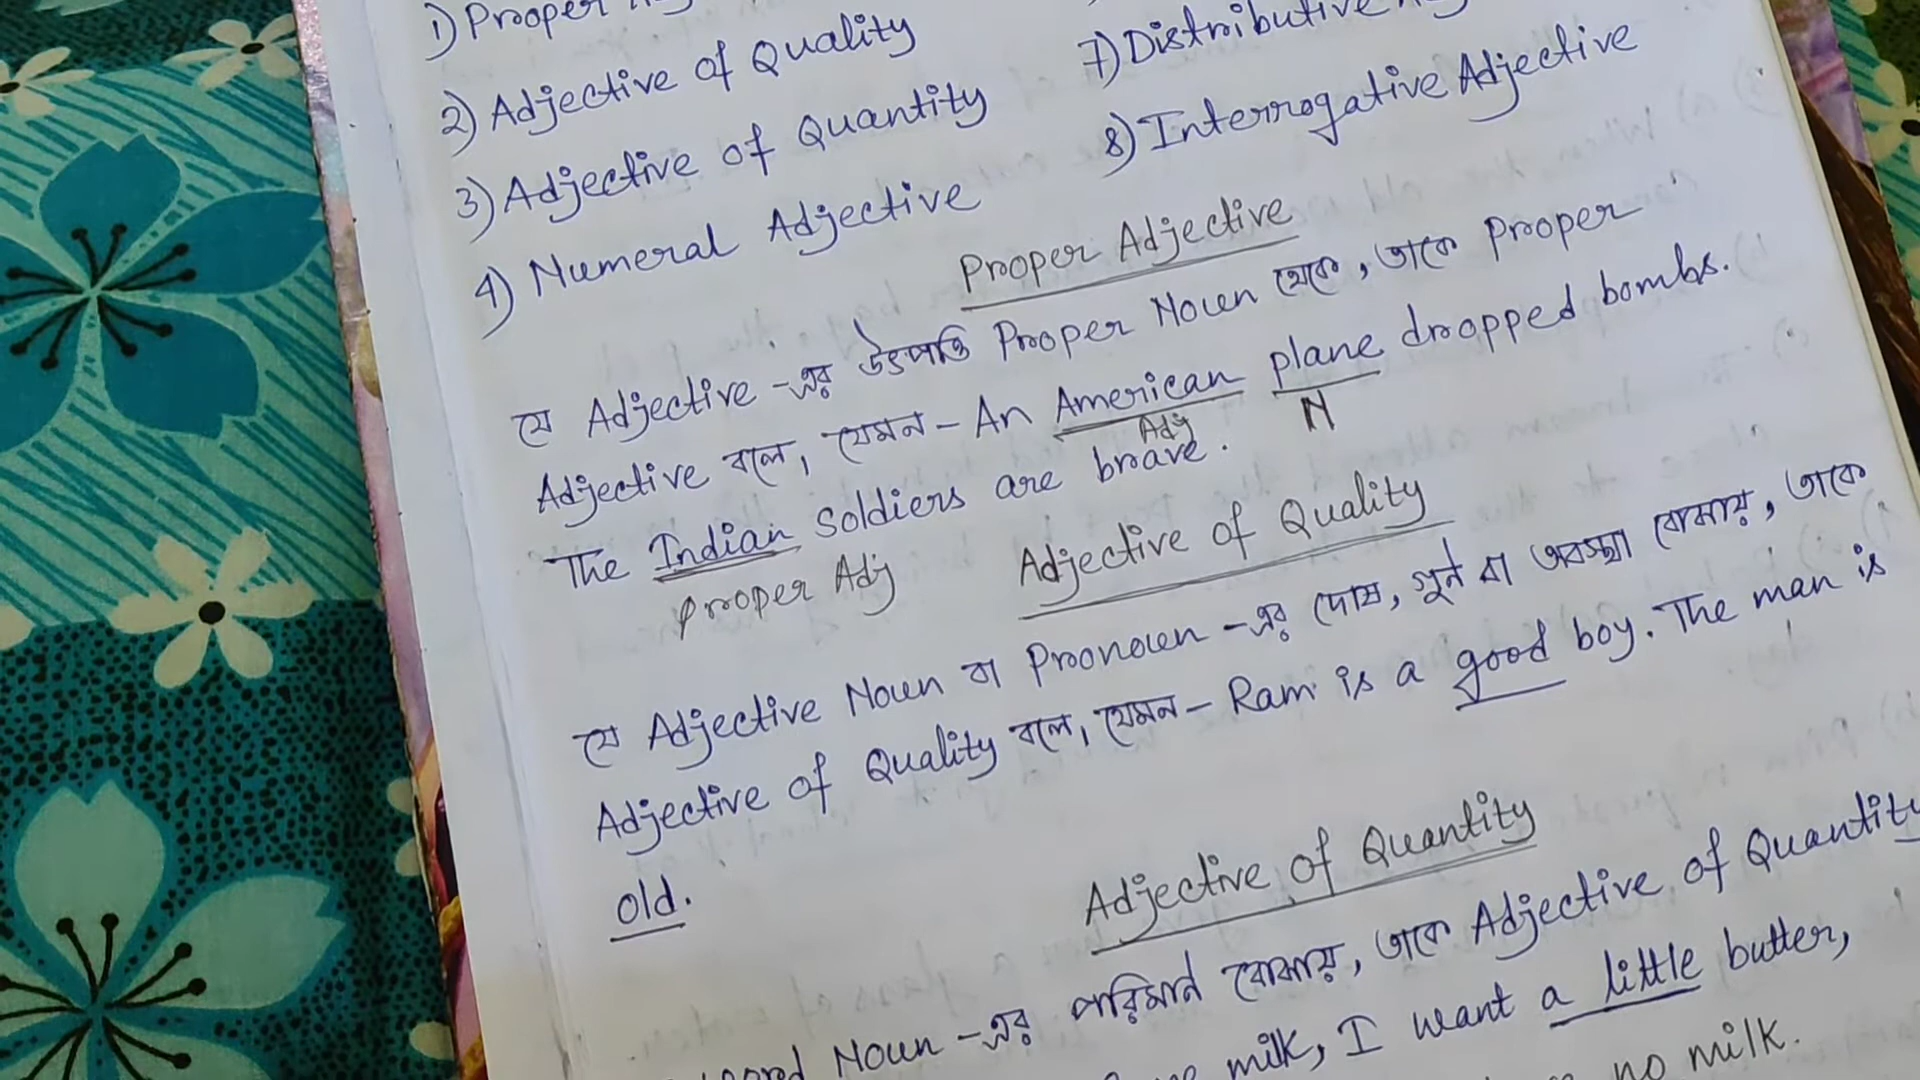 1) Proper
2) Adjective of Quality
3) Adjective of Quantity
4) Numeral Adjective
7) Distributive
8) Interrogative Adjective
Proper Adjective
যে Adjective -এর উৎপত্তি Proper Noun থেকে, তাকে Proper
Adjective বলে, যেমন - An American plane dropped bombs.
Adj N
The Indian soldiers are brave.
Proper Adj
Adjective of Quality
যে Adjective Noun বা Pronoun -এর দোষ, গুন বা অবস্থা বোঝায়, তাকে
Adjective of Quality বলে, যেমন - Ram is a good boy. The man is
old.
Adjective of Quantity
Noun -এর পরিমান বোঝায়, তাকে Adjective of Quantity
milk, I want a little butter,
no milk.